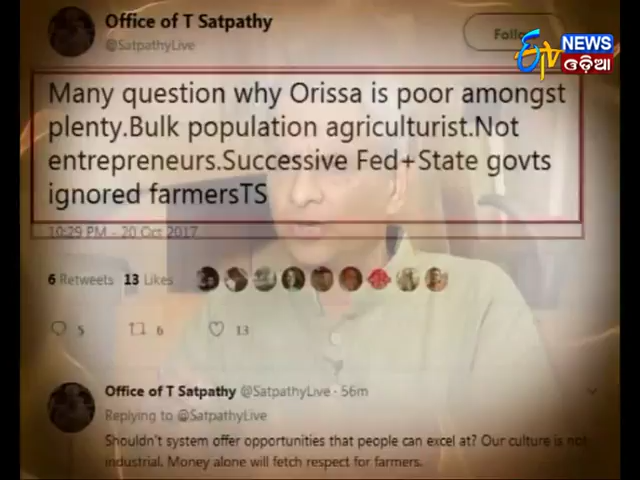 Office of T Satpathy
@SatpathyLive
ETV
NEWS
ଓଡ଼ିଆ
Many question why Orissa is poor amongst
plenty.Bulk population agriculturist.Not
entrepreneurs.Successive Fed+State govts
ignored farmersTS
10:29 PM - 20 Oct 2017
6 Retweets 13 Likes
5 6 13
Office of T Satpathy @SatpathyLive · 56m
Replying to @SatpathyLive
Shouldn't system offer opportunities that people can excel at? Our culture is not
industrial. Money alone will fetch respect for farmers.